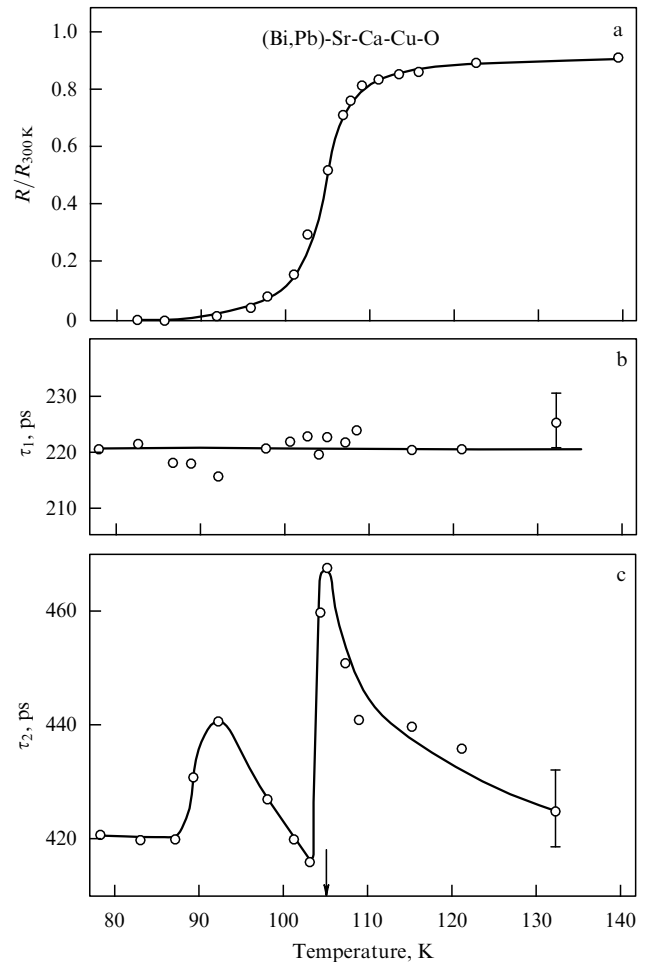 a
(Bi,Pb)-Sr-Ca-Cu-O
1.0
0.8
0.6
0.4
0.2
0
R/R300 K
b
230
220
210
τ1, ps
c
460
440
420
τ2, ps
80 90 100 110 120 130 140
Temperature, K